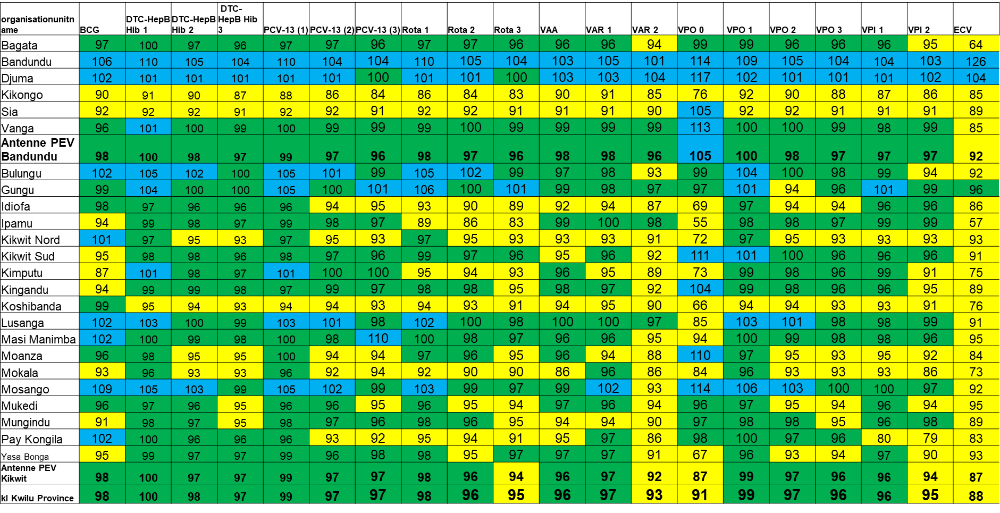 organisationunitname BCG DTC-HepB Hib 1 DTC-HepB Hib 2 DTC-HepB Hib 3 PCV-13 (1) PCV-13 (2) PCV-13 (3) Rota 1 Rota 2 Rota 3 VAA VAR 1 VAR 2 VPO 0 VPO 1 VPO 2 VPO 3 VPI 1 VPI 2 ECV
Bagata 97 100 97 96 97 97 96 97 97 96 96 96 94 99 99 96 96 96 95 64
Bandundu 106 110 105 104 110 104 104 110 105 104 103 105 101 114 109 105 104 104 103 126
Djuma 102 101 101 101 101 101 100 101 101 100 103 103 104 117 102 101 101 101 102 104
Kikongo 90 91 90 87 88 86 84 86 84 83 90 91 85 76 92 90 88 87 86 85
Sia 92 92 92 91 92 92 91 92 92 91 91 91 90 105 92 92 91 91 91 89
Vanga 96 101 100 99 100 99 99 99 100 99 99 99 99 113 100 100 99 98 99 85
Antenne PEV Bandundu 98 100 98 97 99 97 96 98 97 96 98 98 96 105 100 98 97 97 97 92
Bulungu 102 105 102 100 105 101 99 105 102 99 97 98 93 99 104 100 98 99 94 92
Gungu 99 104 100 100 105 100 101 106 100 101 99 98 97 97 101 94 96 101 99 96
Idiofa 98 97 96 96 96 94 95 93 90 89 92 94 87 69 97 94 94 96 96 86
Ipamu 94 99 98 97 99 98 97 89 86 83 99 100 98 55 98 98 97 99 99 57
Kikwit Nord 101 97 95 93 97 95 93 97 95 93 93 93 91 72 97 95 93 93 93 93
Kikwit Sud 95 98 98 96 98 97 96 99 97 96 95 96 92 111 101 100 96 96 96 91
Kimputu 87 101 98 97 101 100 100 95 94 93 96 95 89 73 99 98 96 99 91 75
Kingandu 94 99 99 98 97 99 97 98 98 95 98 97 92 104 99 98 96 96 95 89
Koshibanda 99 95 94 93 94 94 93 94 93 91 94 95 90 66 94 94 93 93 91 76
Lusanga 102 103 100 99 103 101 98 102 100 98 100 100 97 85 103 101 98 98 99 91
Masi Manimba 102 100 99 98 100 98 110 100 98 97 96 96 95 94 100 99 98 98 96 95
Moanza 96 98 95 95 100 94 94 97 96 95 96 94 88 110 97 95 93 95 92 84
Mokala 93 96 93 93 96 92 94 92 90 90 86 96 86 84 96 93 93 93 86 73
Mosango 109 105 103 99 105 102 99 103 99 97 99 102 93 114 106 103 100 100 97 92
Mukedi 96 97 96 95 96 96 95 96 95 94 97 96 94 96 97 95 94 96 94 95
Mungindu 91 98 97 95 98 97 96 98 96 95 94 94 90 97 98 98 95 96 98 89
Pay Kongila 102 100 96 96 96 93 92 95 94 91 95 97 86 98 100 97 96 80 79 83
Yasa Bonga 95 99 97 97 99 96 98 98 95 97 97 97 91 67 96 93 94 97 90 93
Antenne PEV Kikwit 98 100 97 97 99 97 97 98 96 94 96 97 92 87 99 97 96 96 94 87
kl Kwilu Province 98 100 98 97 99 97 97 98 96 95 96 97 93 91 99 97 96 96 95 88